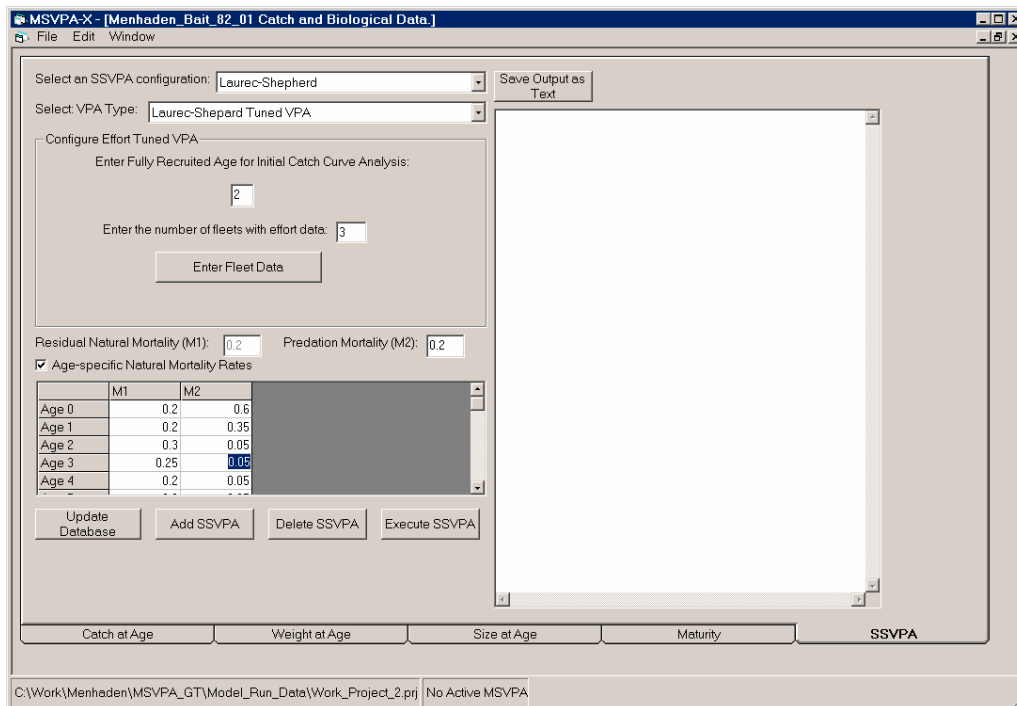 MSVPA-X - [Menhaden_Bait_82_01 Catch and Biological Data.]
File Edit Window
Select an SSVPA configuration: Laurec-Shepherd
Save Output as
Text
Select VPA Type: Laurec-Shepard Tuned VPA
Configure Effort Tuned VPA
Enter Fully Recruited Age for Initial Catch Curve Analysis:
2
Enter the number of fleets with effort data: 3
Enter Fleet Data
Residual Natural Mortality (M1): 0.2 Predation Mortality (M2): 0.2
Age-specific Natural Mortality Rates
M1 M2
Age 0 0.2 0.6
Age 1 0.2 0.35
Age 2 0.3 0.05
Age 3 0.25 0.05
Age 4 0.2 0.05
Update
Database
Add SSVPA Delete SSVPA Execute SSVPA
Catch at Age Weight at Age Size at Age Maturity SSVPA
C:\Work\Menhaden\MSVPA_GT\Model_Run_Data\Work_Project_2.prj No Active MSVPA